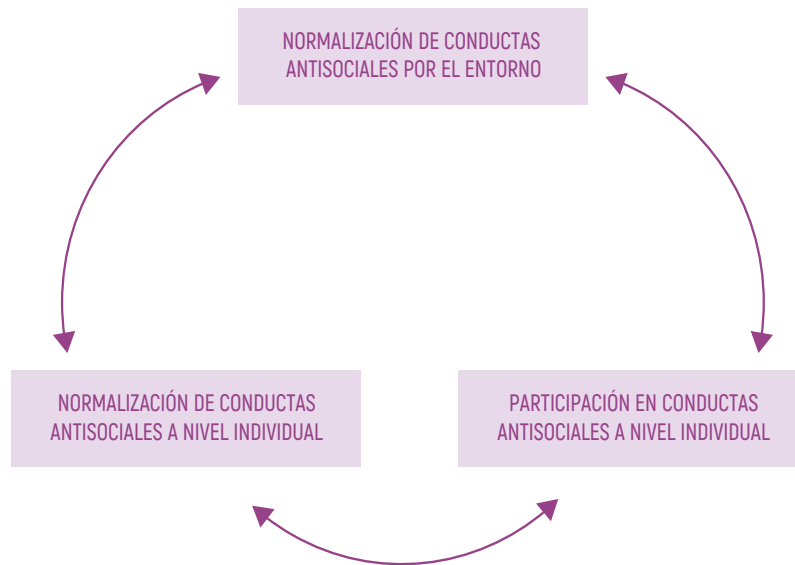 NORMALIZACIÓN DE CONDUCTAS
ANTISOCIALES POR EL ENTORNO
NORMALIZACIÓN DE CONDUCTAS
ANTISOCIALES A NIVEL INDIVIDUAL
PARTICIPACIÓN EN CONDUCTAS
ANTISOCIALES A NIVEL INDIVIDUAL